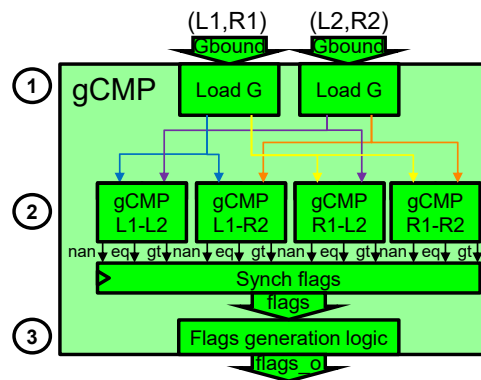 (L1,R1) (L2,R2)
Gbound Gbound
1 gCMP Load G Load G
2 gCMP gCMP gCMP gCMP
L1-L2 L1-R2 R1-L2 R1-R2
nan eq gt nan eq gt nan eq gt nan eq gt
Synch flags
flags
3 Flags generation logic
flags_o